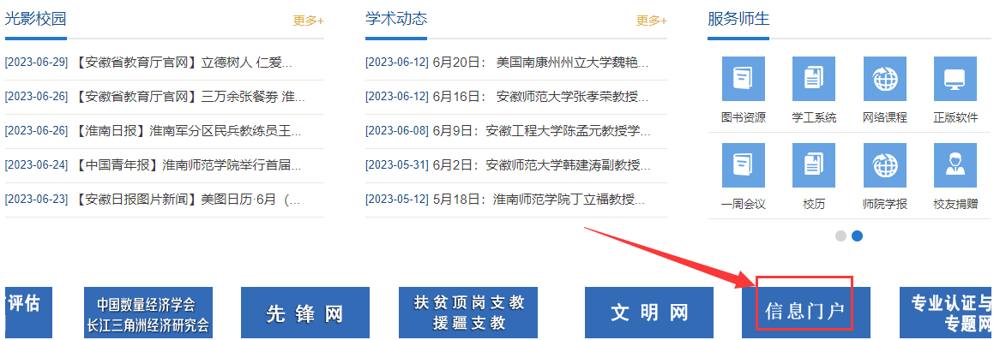 光影校园
更多+
[2023-06-29] 【安徽省教育厅官网】立德树人 仁爱...
[2023-06-26] 【安徽省教育厅官网】三万余张餐劵 淮...
[2023-06-26] 【淮南日报】淮南军分区民兵教练员王...
[2023-06-24] 【中国青年报】淮南师范学院举行首届...
[2023-06-23] 【安徽日报图片新闻】美图日历·6月（...
学术动态
更多+
[2023-06-12] 6月20日： 美国南康州州立大学魏艳...
[2023-06-12] 6月16日： 安徽师范大学张孝荣教授...
[2023-06-08] 6月9日：安徽工程大学陈孟元教授学...
[2023-05-31] 6月2日：安徽师范大学韩建涛副教授...
[2023-05-12] 5月18日：淮南师范学院丁立福教授...
服务师生
图书资源 学工系统 网络课程 正版软件
一周会议 校历 师院学报 校友捐赠
评估
中国数量经济学会
长江三角洲经济研究会
先锋网
扶贫顶岗支教
援疆支教
文明网
信息门户
专业认证与
专题网